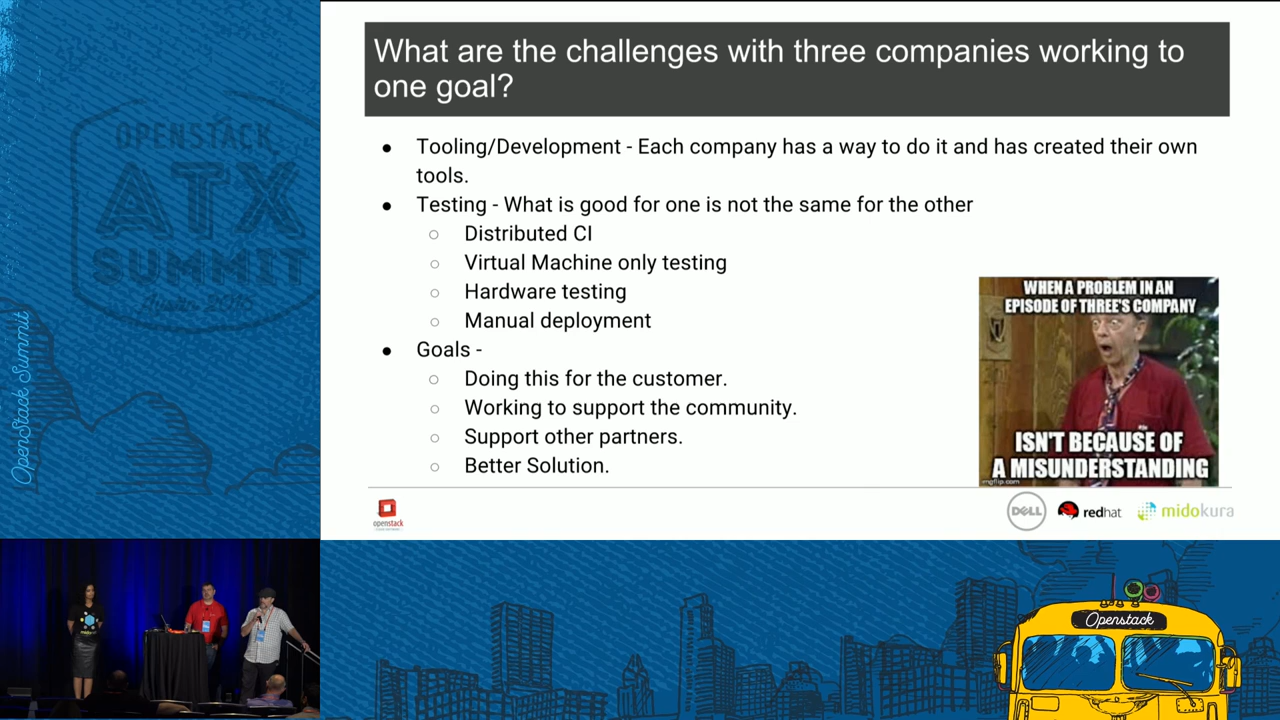 What are the challenges with three companies working to
one goal?
● Tooling/Development - Each company has a way to do it and has created their own
tools.
● Testing - What is good for one is not the same for the other
○ Distributed CI
○ Virtual Machine only testing
○ Hardware testing
○ Manual deployment
● Goals -
○ Doing this for the customer.
○ Working to support the community.
○ Support other partners.
○ Better Solution.
WHEN A PROBLEM IN AN
EPISODE OF THREE'S COMPANY
ISN'T BECAUSE OF
A MISUNDERSTANDING
imgflip.com
openstack
DELL
redhat
midokura
OPENSTACK
ATX
SUMMIT
OpenStack Summit
Openstack